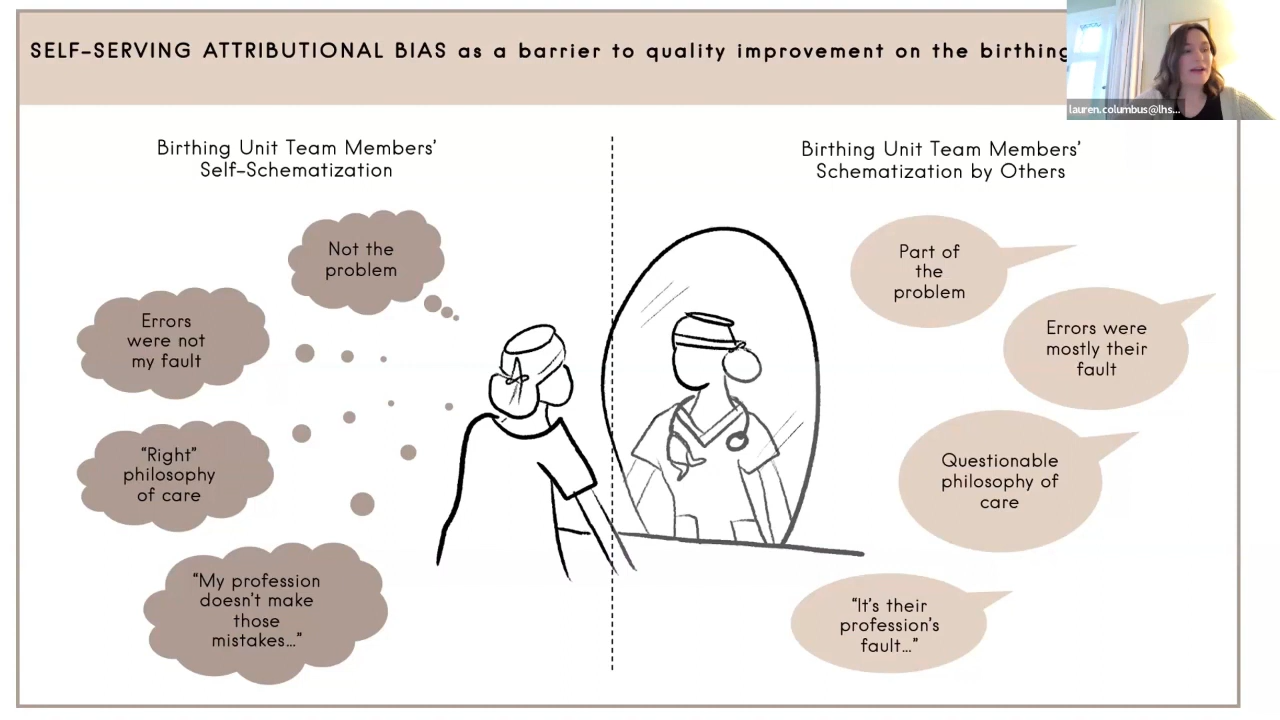 SELF-SERVING ATTRIBUTIONAL BIAS as a barrier to quality improvement on the birthing
lauren.columbus@lhs...
Birthing Unit Team Members'
Self-Schematization
Not the
problem
Errors
were not
my fault
"Right"
philosophy
of care
"My profession
doesn't make
those
mistakes..."
Birthing Unit Team Members'
Schematization by Others
Part of
the
problem
Errors were
mostly their
fault
Questionable
philosophy of
care
"It's their
profession's
fault..."